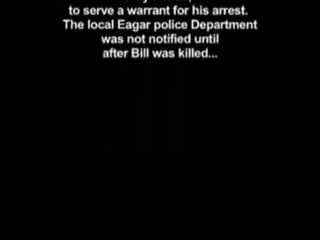 to serve a warrant for his arrest.
The local Eagar police Department
was not notified until
after Bill was killed...